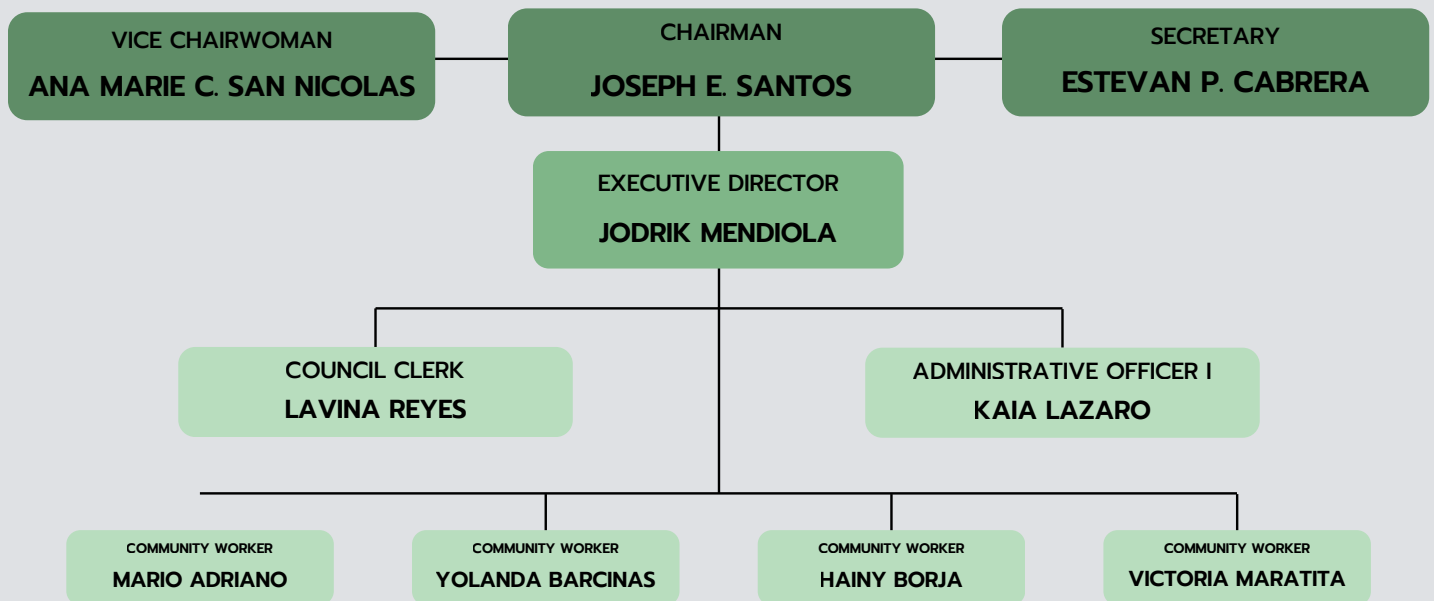 VICE CHAIRWOMAN
ANA MARIE C. SAN NICOLAS
CHAIRMAN
JOSEPH E. SANTOS
SECRETARY
ESTEVAN P. CABRERA
EXECUTIVE DIRECTOR
JODRIK MENDIOLA
COUNCIL CLERK
LAVINA REYES
ADMINISTRATIVE OFFICER I
KAIA LAZARO
COMMUNITY WORKER
MARIO ADRIANO
COMMUNITY WORKER
YOLANDA BARCINAS
COMMUNITY WORKER
HAINY BORJA
COMMUNITY WORKER
VICTORIA MARATITA